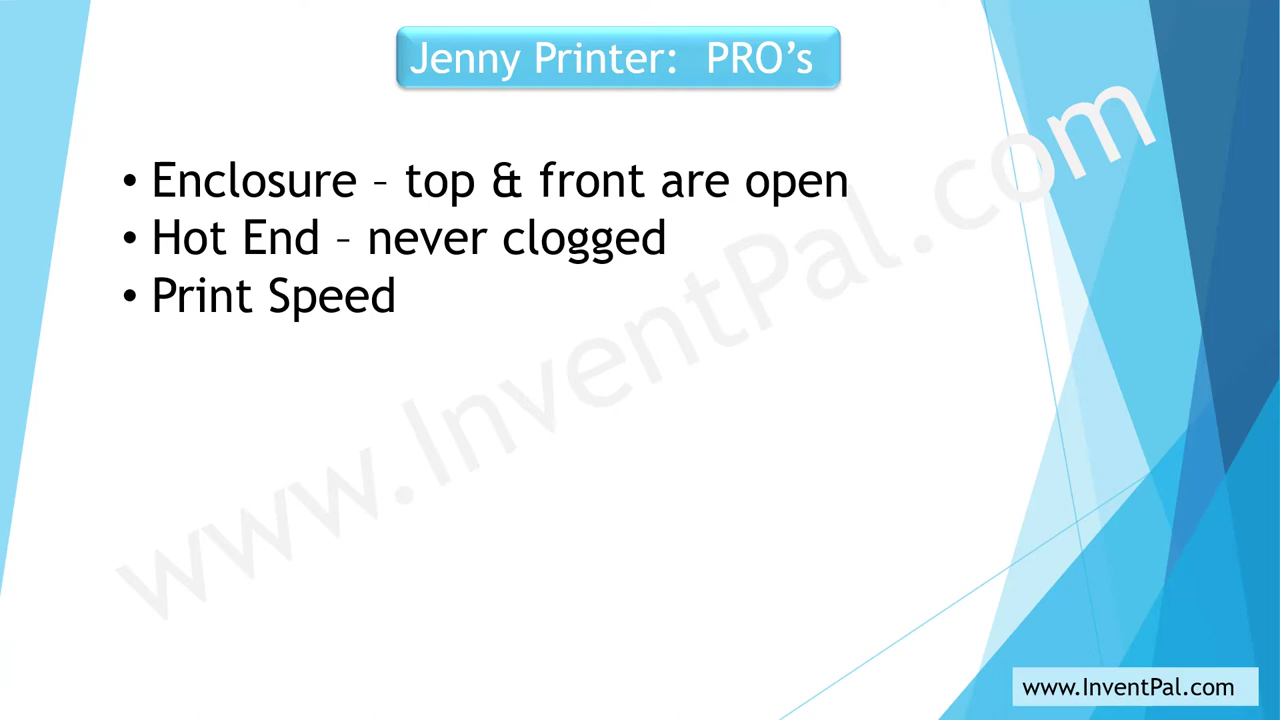 Jenny Printer:  PRO’s
• Enclosure – top & front are open
• Hot End – never clogged
• Print Speed
www.InventPal.com
www.InventPal.com